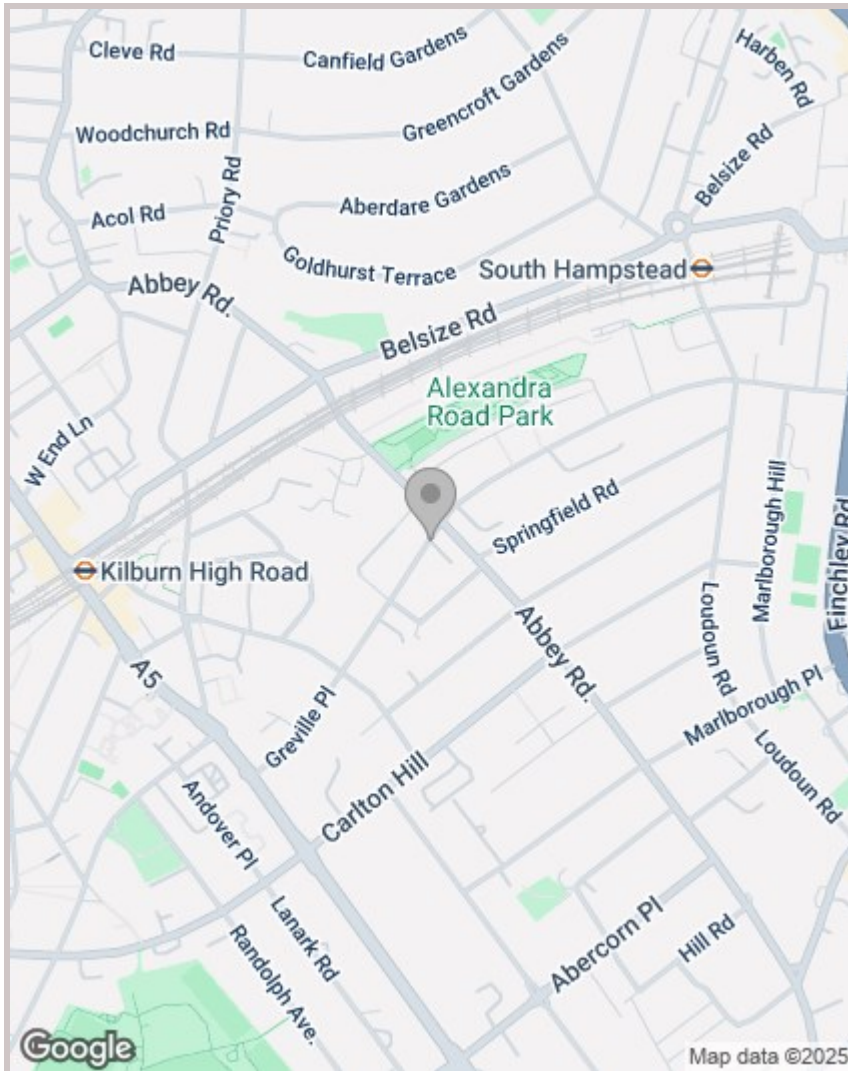 Cleve Rd
Canfield Gardens
Harben Rd
Greencroft Gardens
Woodchurch Rd
Belsize Rd
Priory Rd
Aberdare Gardens
Acol Rd
Goldhurst Terrace
South Hampstead
Abbey Rd.
Belsize Rd
Alexandra
Road Park
W End Ln
Springfield Rd
Marlborough Hill
Finchley Rd
Kilburn High Road
Loudoun Rd
A5
Abbey Rd.
Marlborough Pl
Greville Pl
Loudoun Rd
Carlton Hill
Andover Pl
Lanark Rd
Abercorn Pl
Hill Rd
Randolph Ave.
Google
Map data ©2025